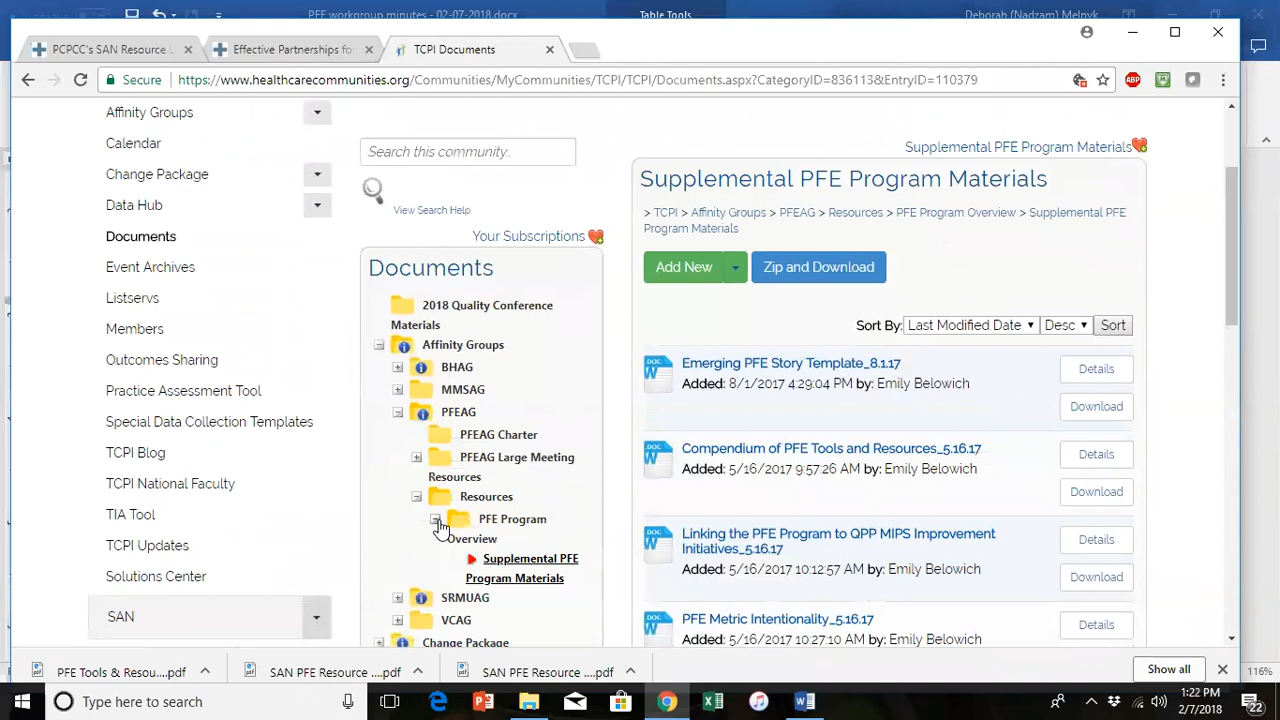 PFE workgroup minutes - 02-07-2018.docx
Table Tools
Deborah (Nadzam) Melnyk
PCPCC's SAN Resource
Effective Partnerships fo
TCPI Documents
Secure
https://www.healthcarecommunities.org/Communities/MyCommunities/TCPI/TCPI/Documents.aspx?CategoryID=836113&EntryID=110379
ABP
Affinity Groups
Calendar
Change Package
Data Hub
Documents
Event Archives
Listservs
Members
Outcomes Sharing
Practice Assessment Tool
Special Data Collection Templates
TCPI Blog
TCPI National Faculty
TIA Tool
TCPI Updates
Solutions Center
SAN
Search this community..
View Search Help
Your Subscriptions
Documents
2018 Quality Conference
Materials
Affinity Groups
BHAG
MMSAG
PFEAG
PFEAG Charter
PFEAG Large Meeting
Resources
Resources
PFE Program
Overview
Supplemental PFE
Program Materials
SRMUAG
VCAG
Change Package
Supplemental PFE Program Materials
Supplemental PFE Program Materials
> TCPI > Affinity Groups > PFEAG > Resources > PFE Program Overview > Supplemental PFE
Program Materials
Add New
Zip and Download
Sort By: Last Modified Date Desc Sort
Emerging PFE Story Template_8.1.17
Added: 8/1/2017 4:29:04 PM by: Emily Belowich
Details
Download
Compendium of PFE Tools and Resources_5.16.17
Added: 5/16/2017 9:57:26 AM by: Emily Belowich
Details
Download
Linking the PFE Program to QPP MIPS Improvement
Initiatives_5.16.17
Added: 5/16/2017 10:12:57 AM by: Emily Belowich
Details
Download
PFE Metric Intentionality_5.16.17
Added: 5/16/2017 10:27:10 AM by: Emily Belowich
Details
PFE Tools & Resou....pdf
SAN PFE Resource ....pdf
SAN PFE Resource ....pdf
Show all
116%
Type here to search
1:22 PM
2/7/2018
22